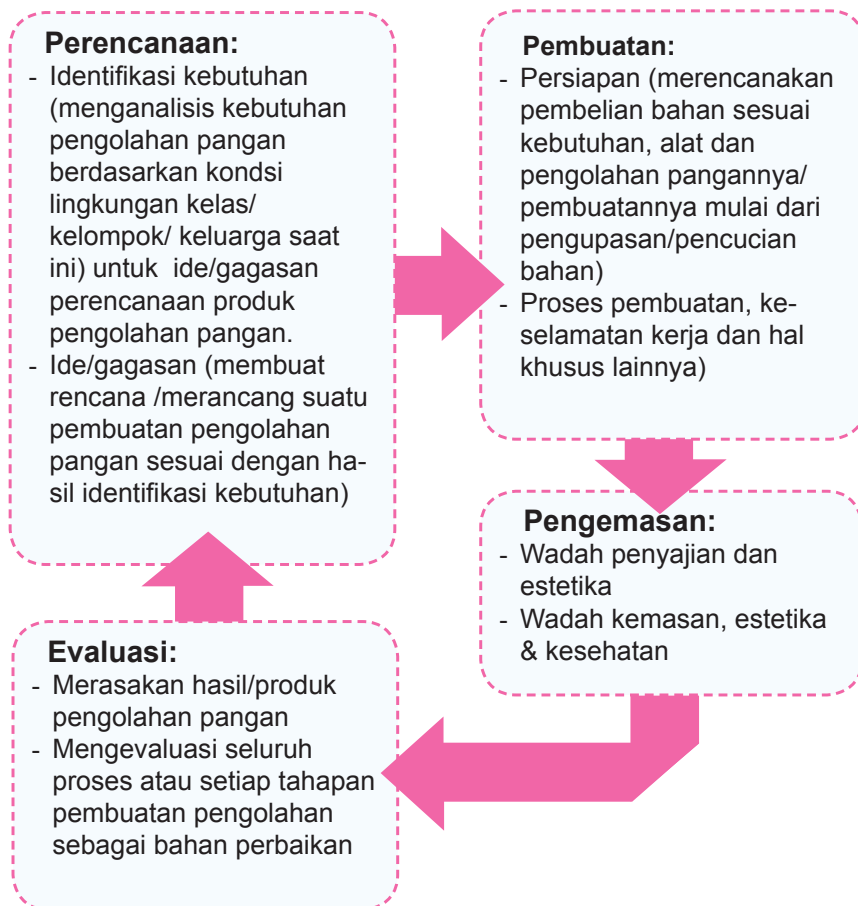 Perencanaan:
- Identifikasi kebutuhan
(menganalisis kebutuhan
pengolahan pangan
berdasarkan kondsi
lingkungan kelas/
kelompok/ keluarga saat
ini) untuk ide/gagasan
perencanaan produk
pengolahan pangan.
- Ide/gagasan (membuat
rencana /merancang suatu
pembuatan pengolahan
pangan sesuai dengan ha-
sil identifikasi kebutuhan)
Pembuatan:
- Persiapan (merencanakan
pembelian bahan sesuai
kebutuhan, alat dan
pengolahan pangannya/
pembuatannya mulai dari
pengupasan/pencucian
bahan)
- Proses pembuatan, ke-
selamatan kerja dan hal
khusus lainnya)
Pengemasan:
- Wadah penyajian dan
estetika
- Wadah kemasan, estetika
& kesehatan
Evaluasi:
- Merasakan hasil/produk
pengolahan pangan
- Mengevaluasi seluruh
proses atau setiap tahapan
pembuatan pengolahan
sebagai bahan perbaikan